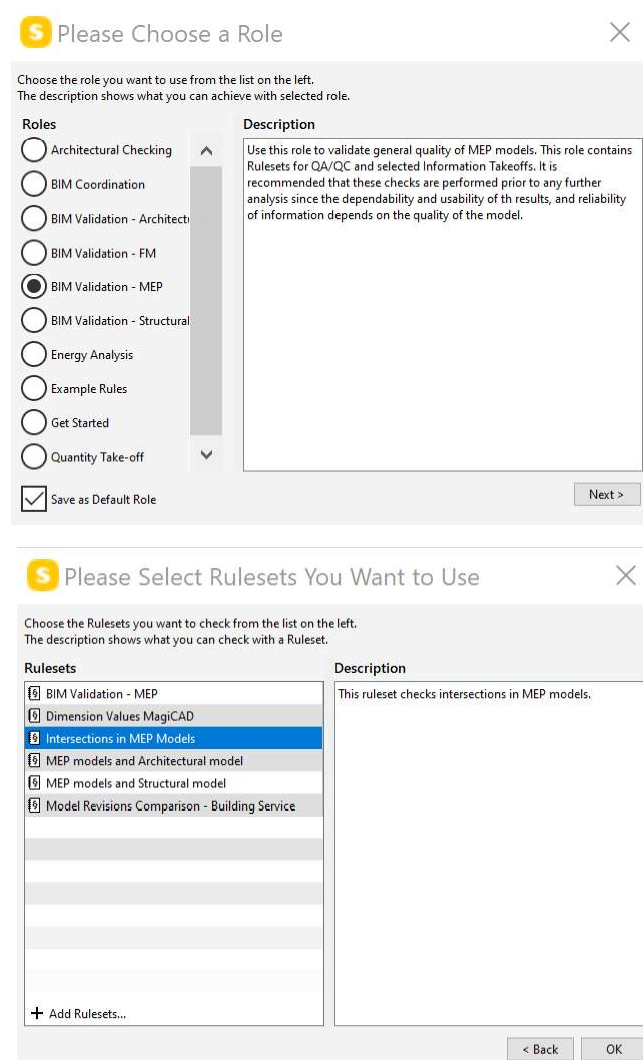 S Please Choose a Role
Choose the role you want to use from the list on the left.
The description shows what you can achieve with selected role.
Roles
Description
Architectural Checking
BIM Coordination
BIM Validation - Architectu
BIM Validation - FM
BIM Validation - MEP
BIM Validation - Structural
Energy Analysis
Example Rules
Get Started
Quantity Take-off
Use this role to validate general quality of MEP models. This role contains
Rulesets for QA/QC and selected Information Takeoffs. It is
recommended that these checks are performed prior to any further
analysis since the dependability and usability of th results, and reliability
of information depends on the quality of the model.
Save as Default Role
Next >
S Please Select Rulesets You Want to Use
Choose the Rulesets you want to check from the list on the left.
The description shows what you can check with a Ruleset.
Rulesets
Description
BIM Validation - MEP
Dimension Values MagiCAD
Intersections in MEP Models
MEP models and Architectural model
MEP models and Structural model
Model Revisions Comparison - Building Service
This ruleset checks intersections in MEP models.
+ Add Rulesets...
< Back
OK